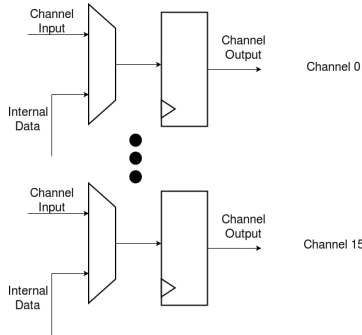 Channel
Input
Channel
Output
Channel 0
Internal
Data
Channel
Input
Channel
Output
Channel 15
Internal
Data